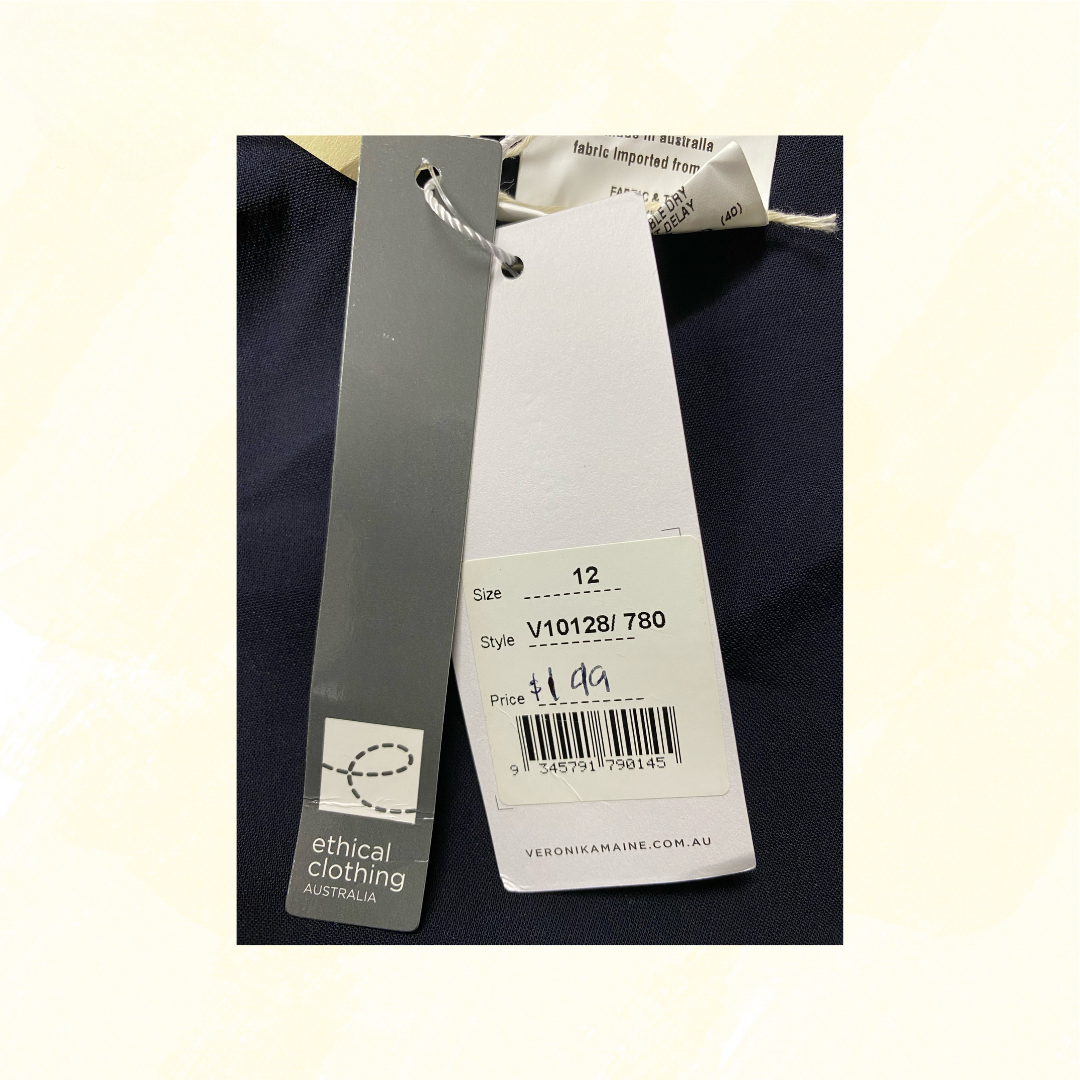 made in australia
fabric Imported from
FABRIC &
BLE DRY
DELAY
(40)
Size 12
Style V10128/ 780
Price $199
9 345791 790145
VERONIKAMAINE.COM.AU
ethical
clothing
AUSTRALIA